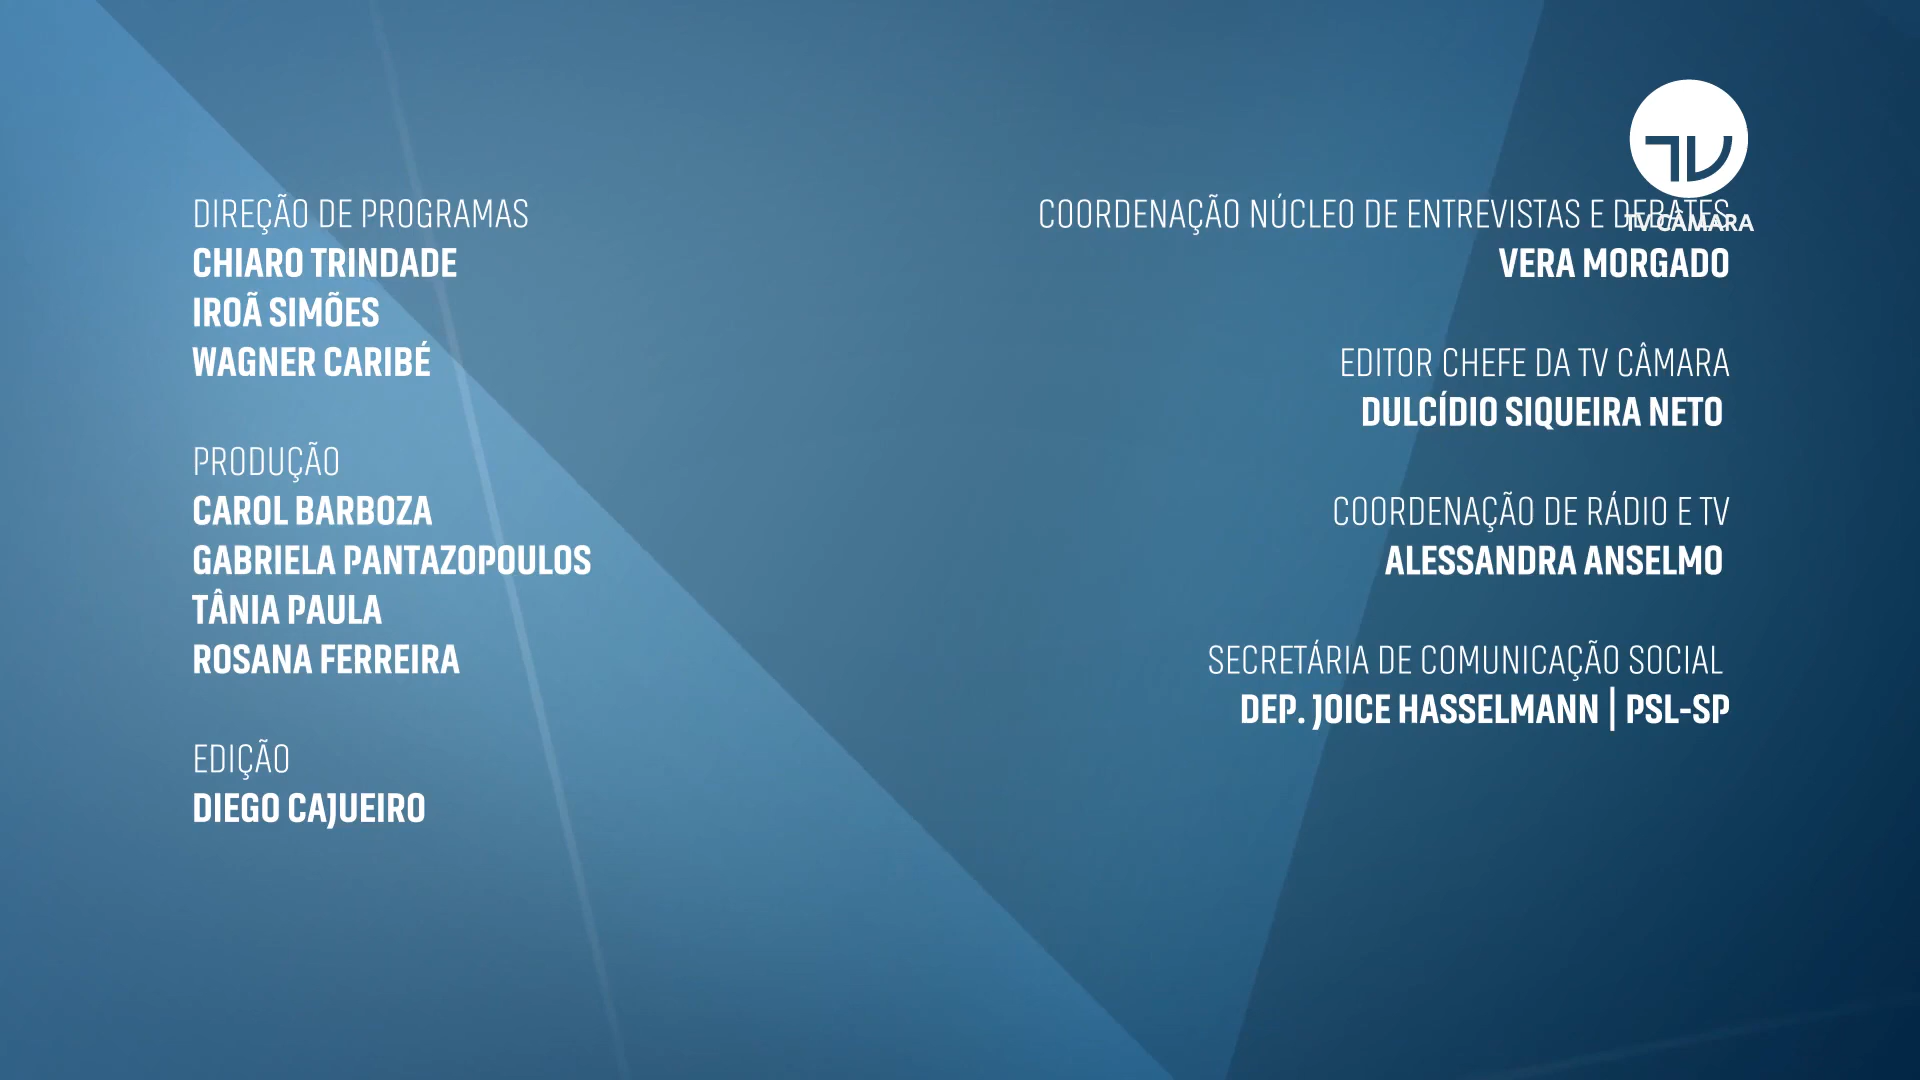 DIREÇÃO DE PROGRAMAS
CHIARO TRINDADE
IROÃ SIMÕES
WAGNER CARIBÉ
PRODUÇÃO
CAROL BARBOZA
GABRIELA PANTAZOPOULOS
TÂNIA PAULA
ROSANA FERREIRA
EDIÇÃO
DIEGO CAJUEIRO
TV
TV CÂMARA
COORDENAÇÃO NÚCLEO DE ENTREVISTAS E DEBATES
VERA MORGADO
EDITOR CHEFE DA TV CÂMARA
DULCÍDIO SIQUEIRA NETO
COORDENAÇÃO DE RÁDIO E TV
ALESSANDRA ANSELMO
SECRETÁRIA DE COMUNICAÇÃO SOCIAL
DEP. JOICE HASSELMANN | PSL-SP